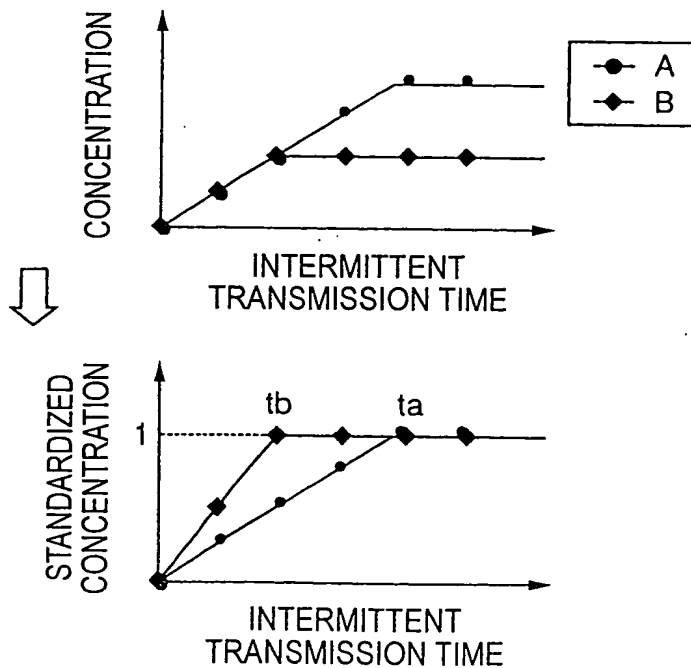 CONCENTRATION
A
B
INTERMITTENT
TRANSMISSION TIME
STANDARDIZED
CONCENTRATION
1
tb
ta
INTERMITTENT
TRANSMISSION TIME